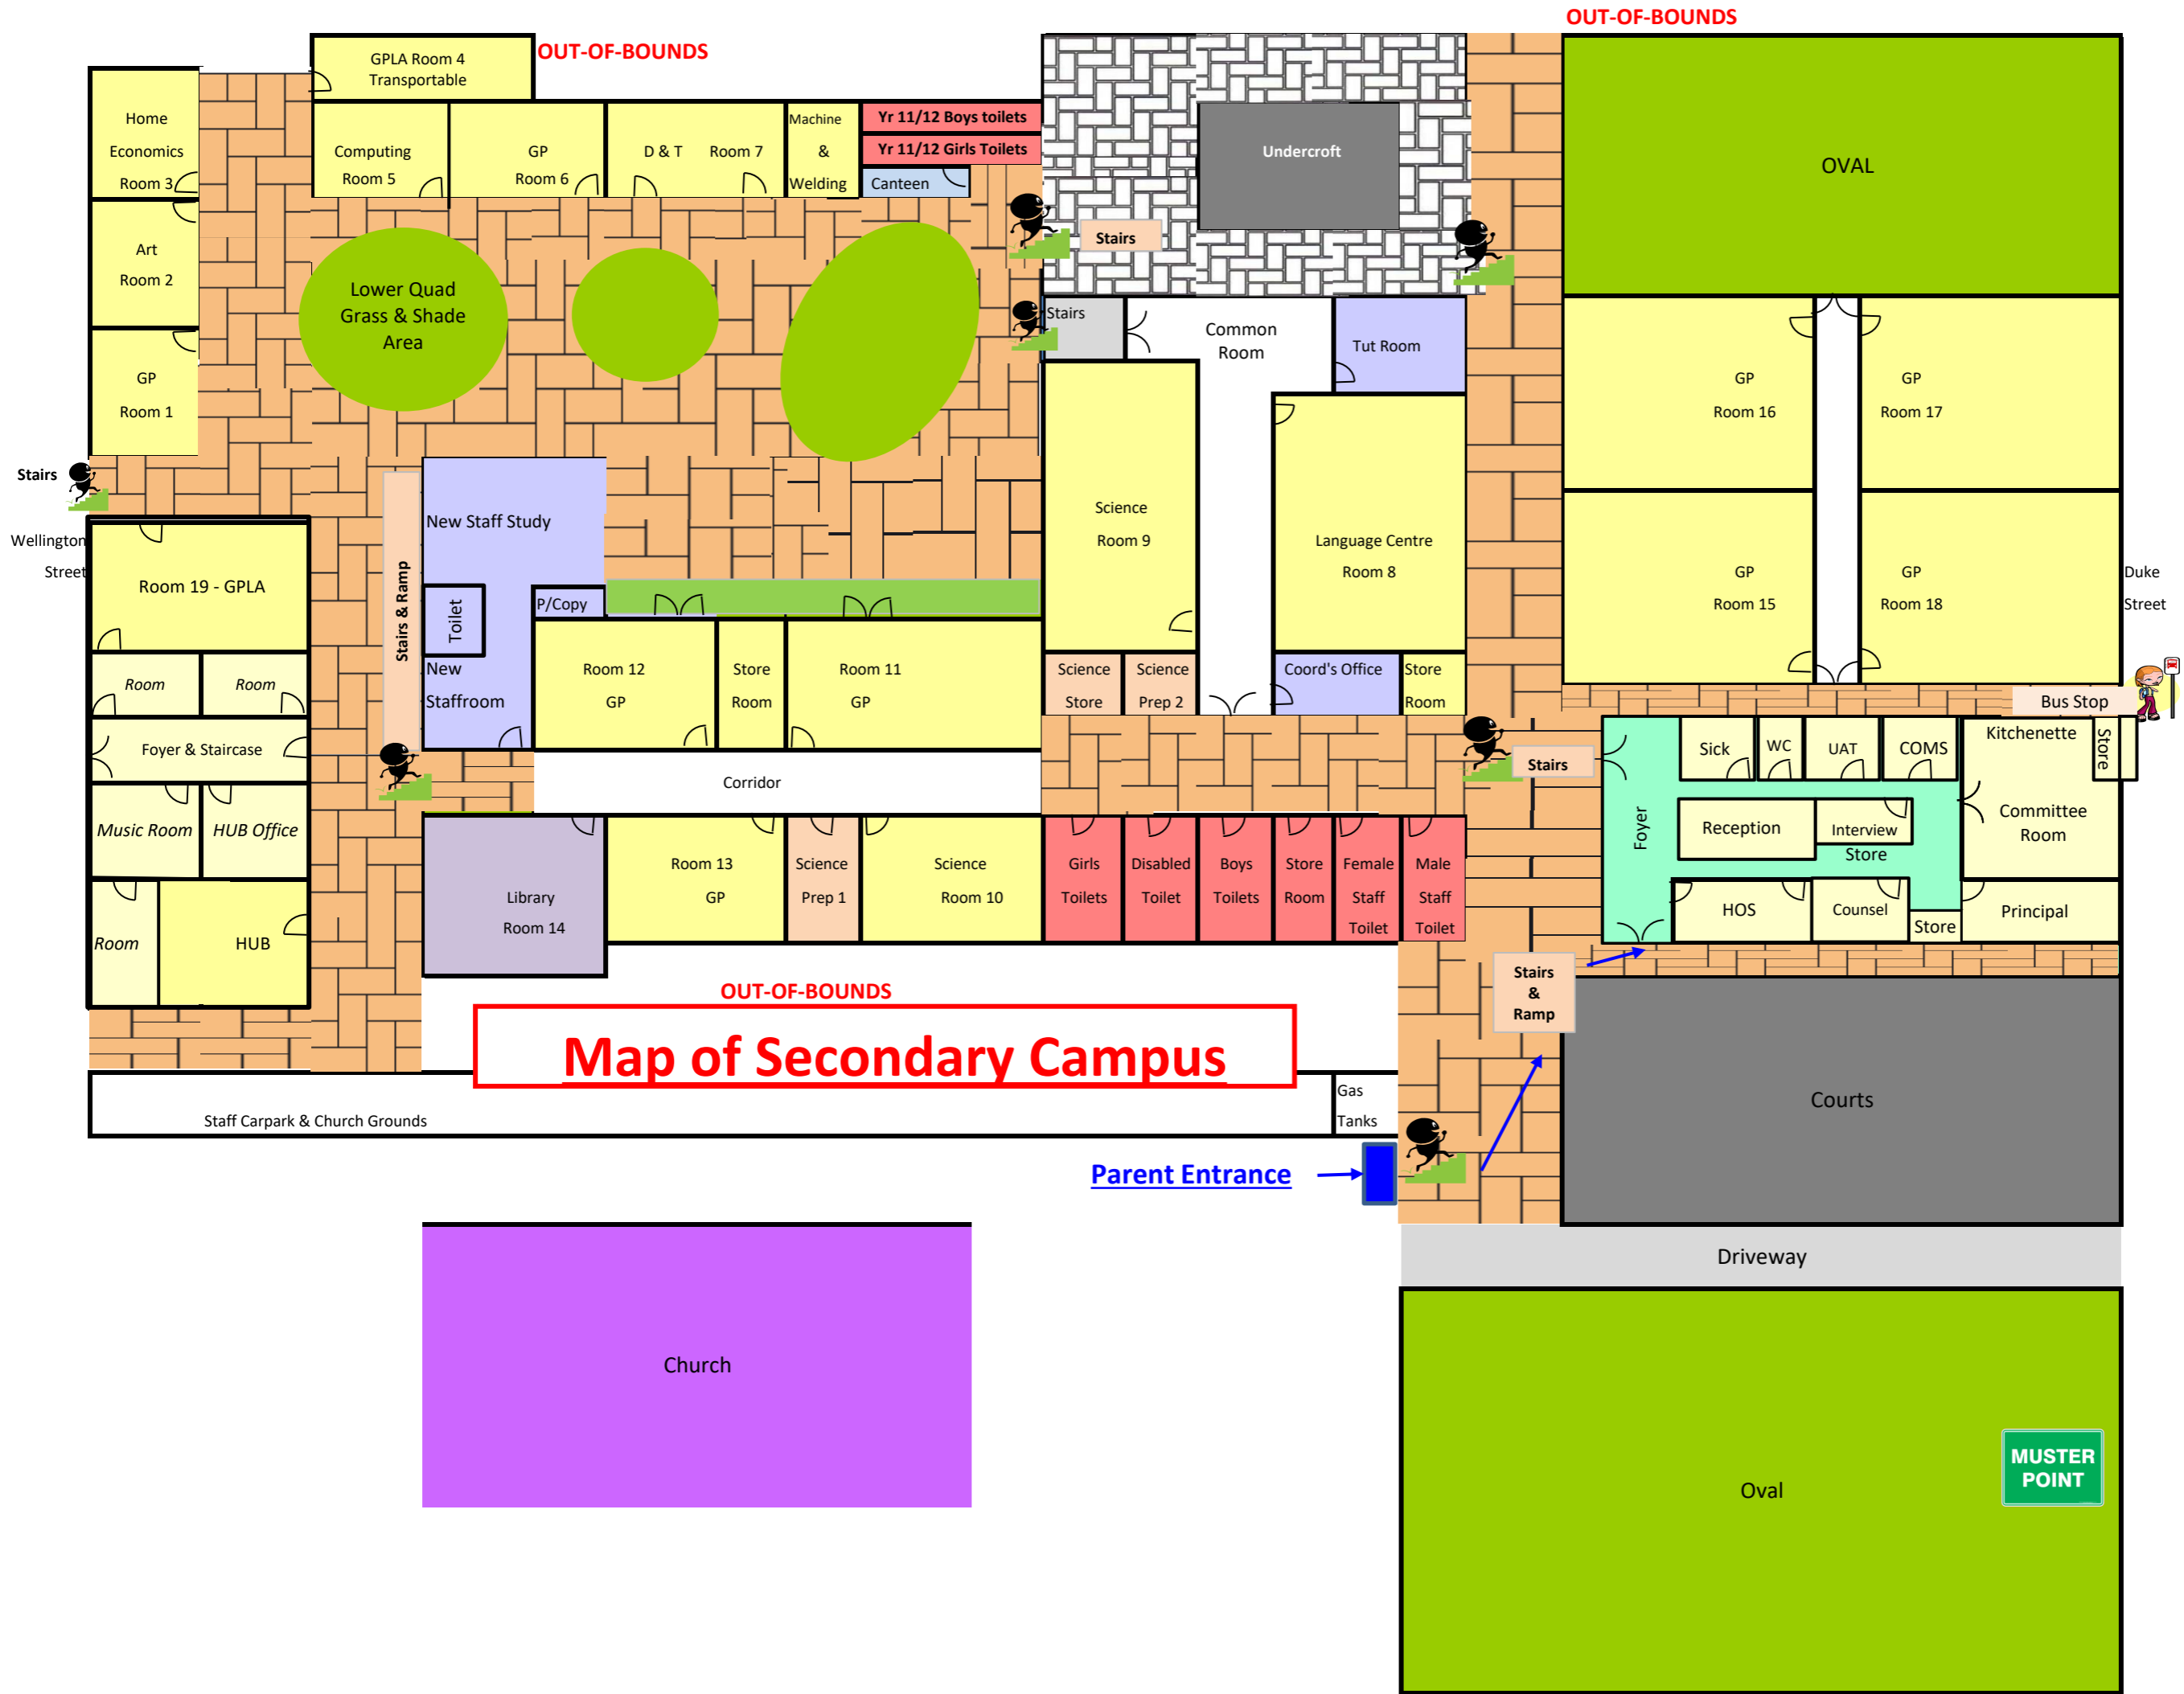 OUT-OF-BOUNDS
OUT-OF-BOUNDS
GPLA Room 4
Transportable
Home
Economics
Room 3
Computing
Room 5
GP
Room 6
D & T Room 7
Machine
&
Welding
Yr 11/12 Boys toilets
Yr 11/12 Girls Toilets
Canteen
Undercroft
OVAL
Art
Room 2
Stairs
Lower Quad
Grass & Shade
Area
Stairs
Common
Room
Tut Room
GP
Room 1
GP
Room 16
GP
Room 17
Stairs
Wellington
Street
New Staff Study
Science
Room 9
Language Centre
Room 8
Room 19 - GPLA
Stairs & Ramp
Toilet
P/Copy
GP
Room 15
GP
Room 18
Duke
Street
Room
Room
New
Staffroom
Room 12
GP
Store
Room
Room 11
GP
Science
Store
Science
Prep 2
Coord's Office
Store
Room
Bus Stop
Foyer & Staircase
Corridor
Stairs
Sick
WC
UAT
COMS
Kitchenette
Store
Music Room
HUB Office
Foyer
Reception
Interview
Store
Committee
Room
Library
Room 14
Room 13
GP
Science
Prep 1
Science
Room 10
Girls
Toilets
Disabled
Toilet
Boys
Toilets
Store
Room
Female
Staff
Toilet
Male
Staff
Toilet
HOS
Counsel
Store
Principal
Room
HUB
Stairs
&
Ramp
OUT-OF-BOUNDS
Map of Secondary Campus
Gas
Tanks
Courts
Staff Carpark & Church Grounds
Parent Entrance
Driveway
Church
MUSTER
POINT
Oval